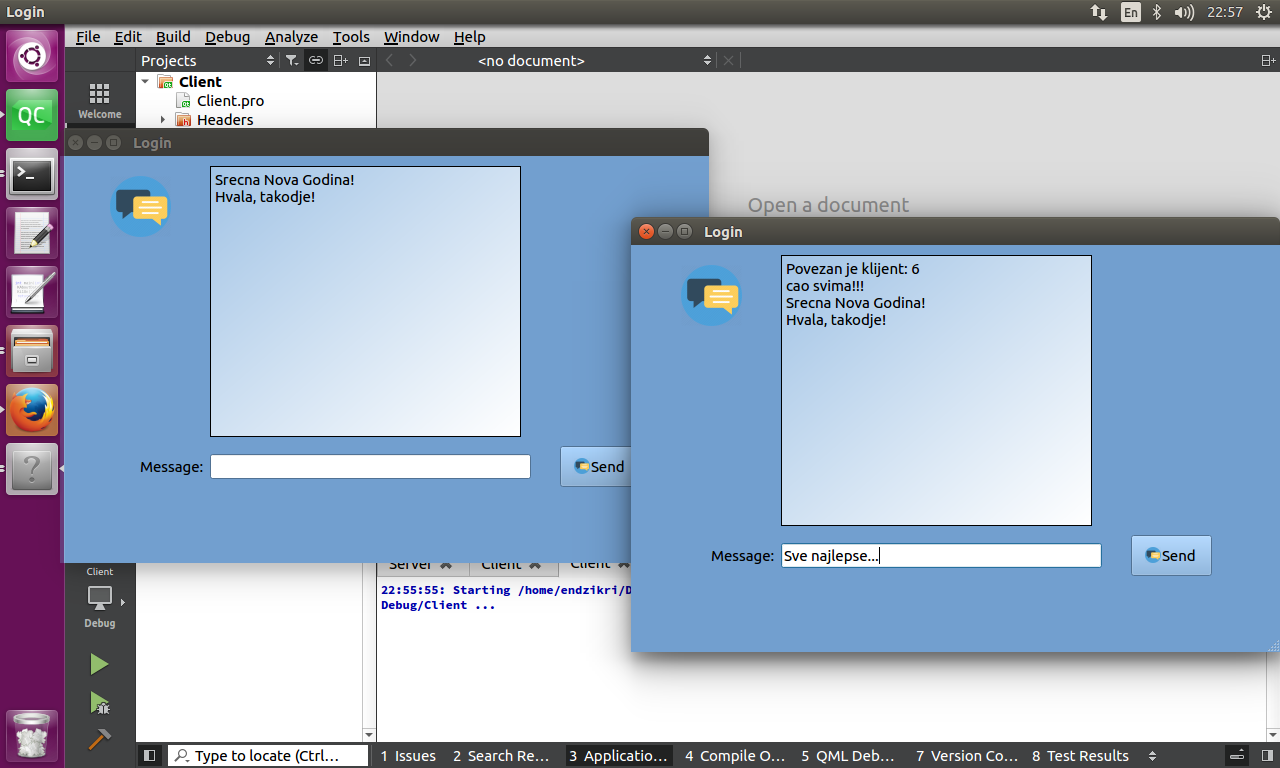 Login
En
22:57
File Edit Build Debug Analyze Tools Window Help
Projects
<no document>
QC
Welcome
Client
Client.pro
Headers
Login
Srecna Nova Godina!
Hvala, takodje!
Message:
Send
Open a document
Login
Povezan je klijent: 6
cao svima!!!
Srecna Nova Godina!
Hvala, takodje!
Message: Sve najlepse...
Send
Server Client Client
22:55:55: Starting /home/endzikri/D
Debug/Client ...
Client
Debug
Type to locate (Ctrl...
1 Issues 2 Search Re... 3 Applicatio... 4 Compile O... 5 QML Deb... 7 Version Co... 8 Test Results